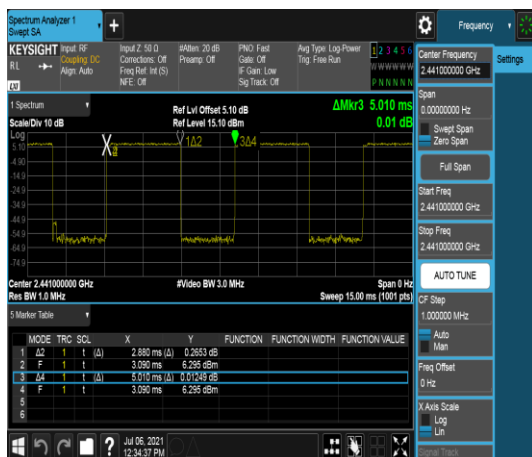 Spectrum Analyzer 1
Swept SA
+
Frequency
Settings
KEYSIGHT
RL
LXI
Input: RF
Coupling: DC
Align: Auto
Input Z: 50 Ω
Corrections: Off
Freq Ref: Int (S)
NFE: Off
#Atten: 20 dB
Preamp: Off
PNO: Fast
Gate: Off
IF Gain: Low
Sig Track: Off
Avg Type: Log-Power
Trig: Free Run
1 2 3 4 5 6
W W W W W W
P N N N N N
Center Frequency
2.441000000 GHz
Span
0.00000000 Hz
Swept Span
Zero Span
Full Span
Start Freq
2.441000000 GHz
Stop Freq
2.441000000 GHz
AUTO TUNE
CF Step
1.000000 MHz
Auto
Man
Freq Offset
0 Hz
X Axis Scale
Log
Lin
Signal Track
1 Spectrum
Scale/Div 10 dB
Ref Lvl Offset 5.10 dB
Ref Level 15.10 dBm
ΔMkr3 5.010 ms
0.01 dB
Log
5.10
-4.90
-14.9
-24.9
-34.9
-44.9
-54.9
-64.9
-74.9
X
1Δ2
3Δ4
Center 2.441000000 GHz
#Video BW 3.0 MHz
Span 0 Hz
Res BW 1.0 MHz
Sweep 15.00 ms (1001 pts)
5 Marker Table
MODE TRC SCL X Y FUNCTION FUNCTION WIDTH FUNCTION VALUE
1 Δ2 1 t (Δ) 2.880 ms (Δ) 0.2653 dB
2 F 1 t 3.090 ms 6.295 dBm
3 Δ4 1 t (Δ) 5.010 ms (Δ) 0.01249 dB
4 F 1 t 3.090 ms 6.295 dBm
5
6
?
Jul 06, 2021
12:34:37 PM